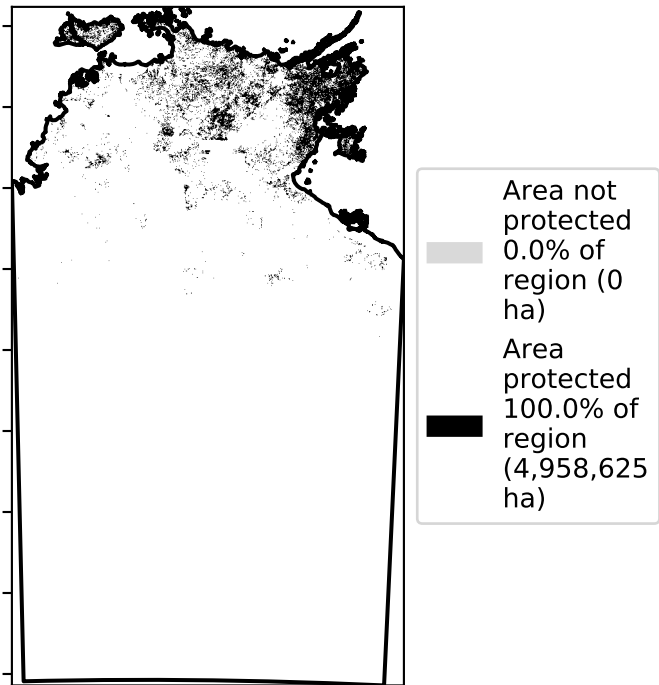 Area not
protected
0.0% of
region (0
ha)
Area
protected
100.0% of
region
(4,958,625
ha)